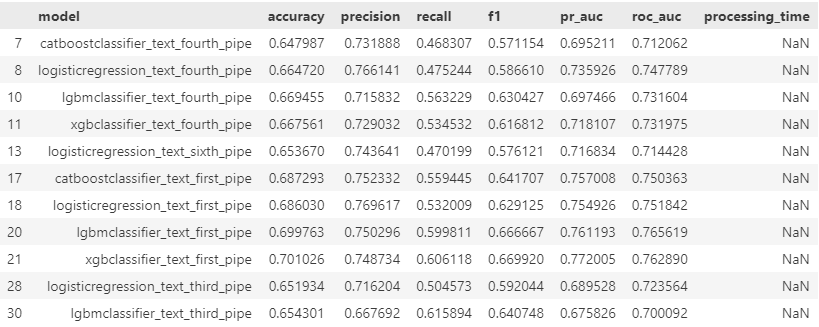 model accuracy precision recall f1 pr_auc roc_auc processing_time
7 catboostclassifier_text_fourth_pipe 0.647987 0.731888 0.468307 0.571154 0.695211 0.712062 NaN
8 logisticregression_text_fourth_pipe 0.664720 0.766141 0.475244 0.586610 0.735926 0.747789 NaN
10 lgbmclassifier_text_fourth_pipe 0.669455 0.715832 0.563229 0.630427 0.697466 0.731604 NaN
11 xgbclassifier_text_fourth_pipe 0.667561 0.729032 0.534532 0.616812 0.718107 0.731975 NaN
13 logisticregression_text_sixth_pipe 0.653670 0.743641 0.470199 0.576121 0.716834 0.714428 NaN
17 catboostclassifier_text_first_pipe 0.687293 0.752332 0.559445 0.641707 0.757008 0.750363 NaN
18 logisticregression_text_first_pipe 0.686030 0.769617 0.532009 0.629125 0.754926 0.751842 NaN
20 lgbmclassifier_text_first_pipe 0.699763 0.750296 0.599811 0.666667 0.761193 0.765619 NaN
21 xgbclassifier_text_first_pipe 0.701026 0.748734 0.606118 0.669920 0.772005 0.762890 NaN
28 logisticregression_text_third_pipe 0.651934 0.716204 0.504573 0.592044 0.689528 0.723564 NaN
30 lgbmclassifier_text_third_pipe 0.654301 0.667692 0.615894 0.640748 0.675826 0.700092 NaN